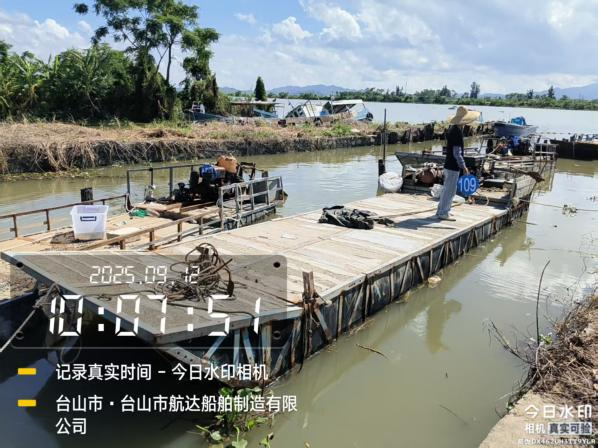 109
2025.09.12
10:07:51
记录真实时间 - 今日水印相机
台山市·台山市航达船舶制造有限
公司
今日水印
相机 真实可验